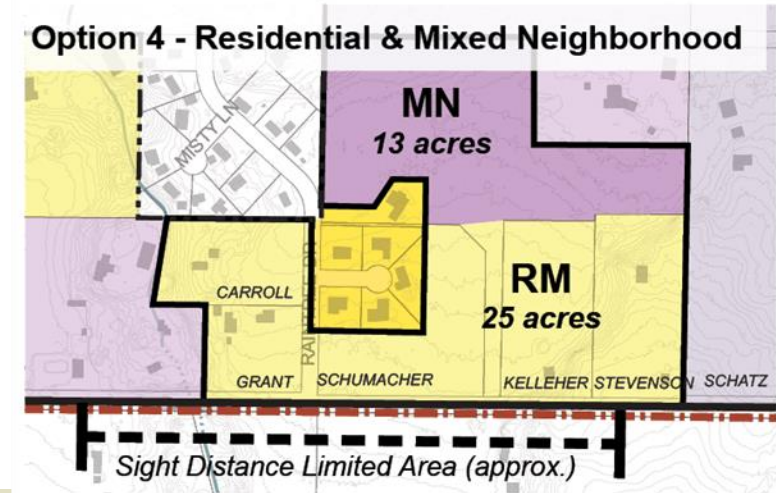 Option 4 - Residential & Mixed Neighborhood
MN
13 acres
MISTY LN
RM
25 acres
CARROLL
GRANT
SCHUMACHER
KELLEHER
STEVENSON
SCHATZ
Sight Distance Limited Area (approx.)